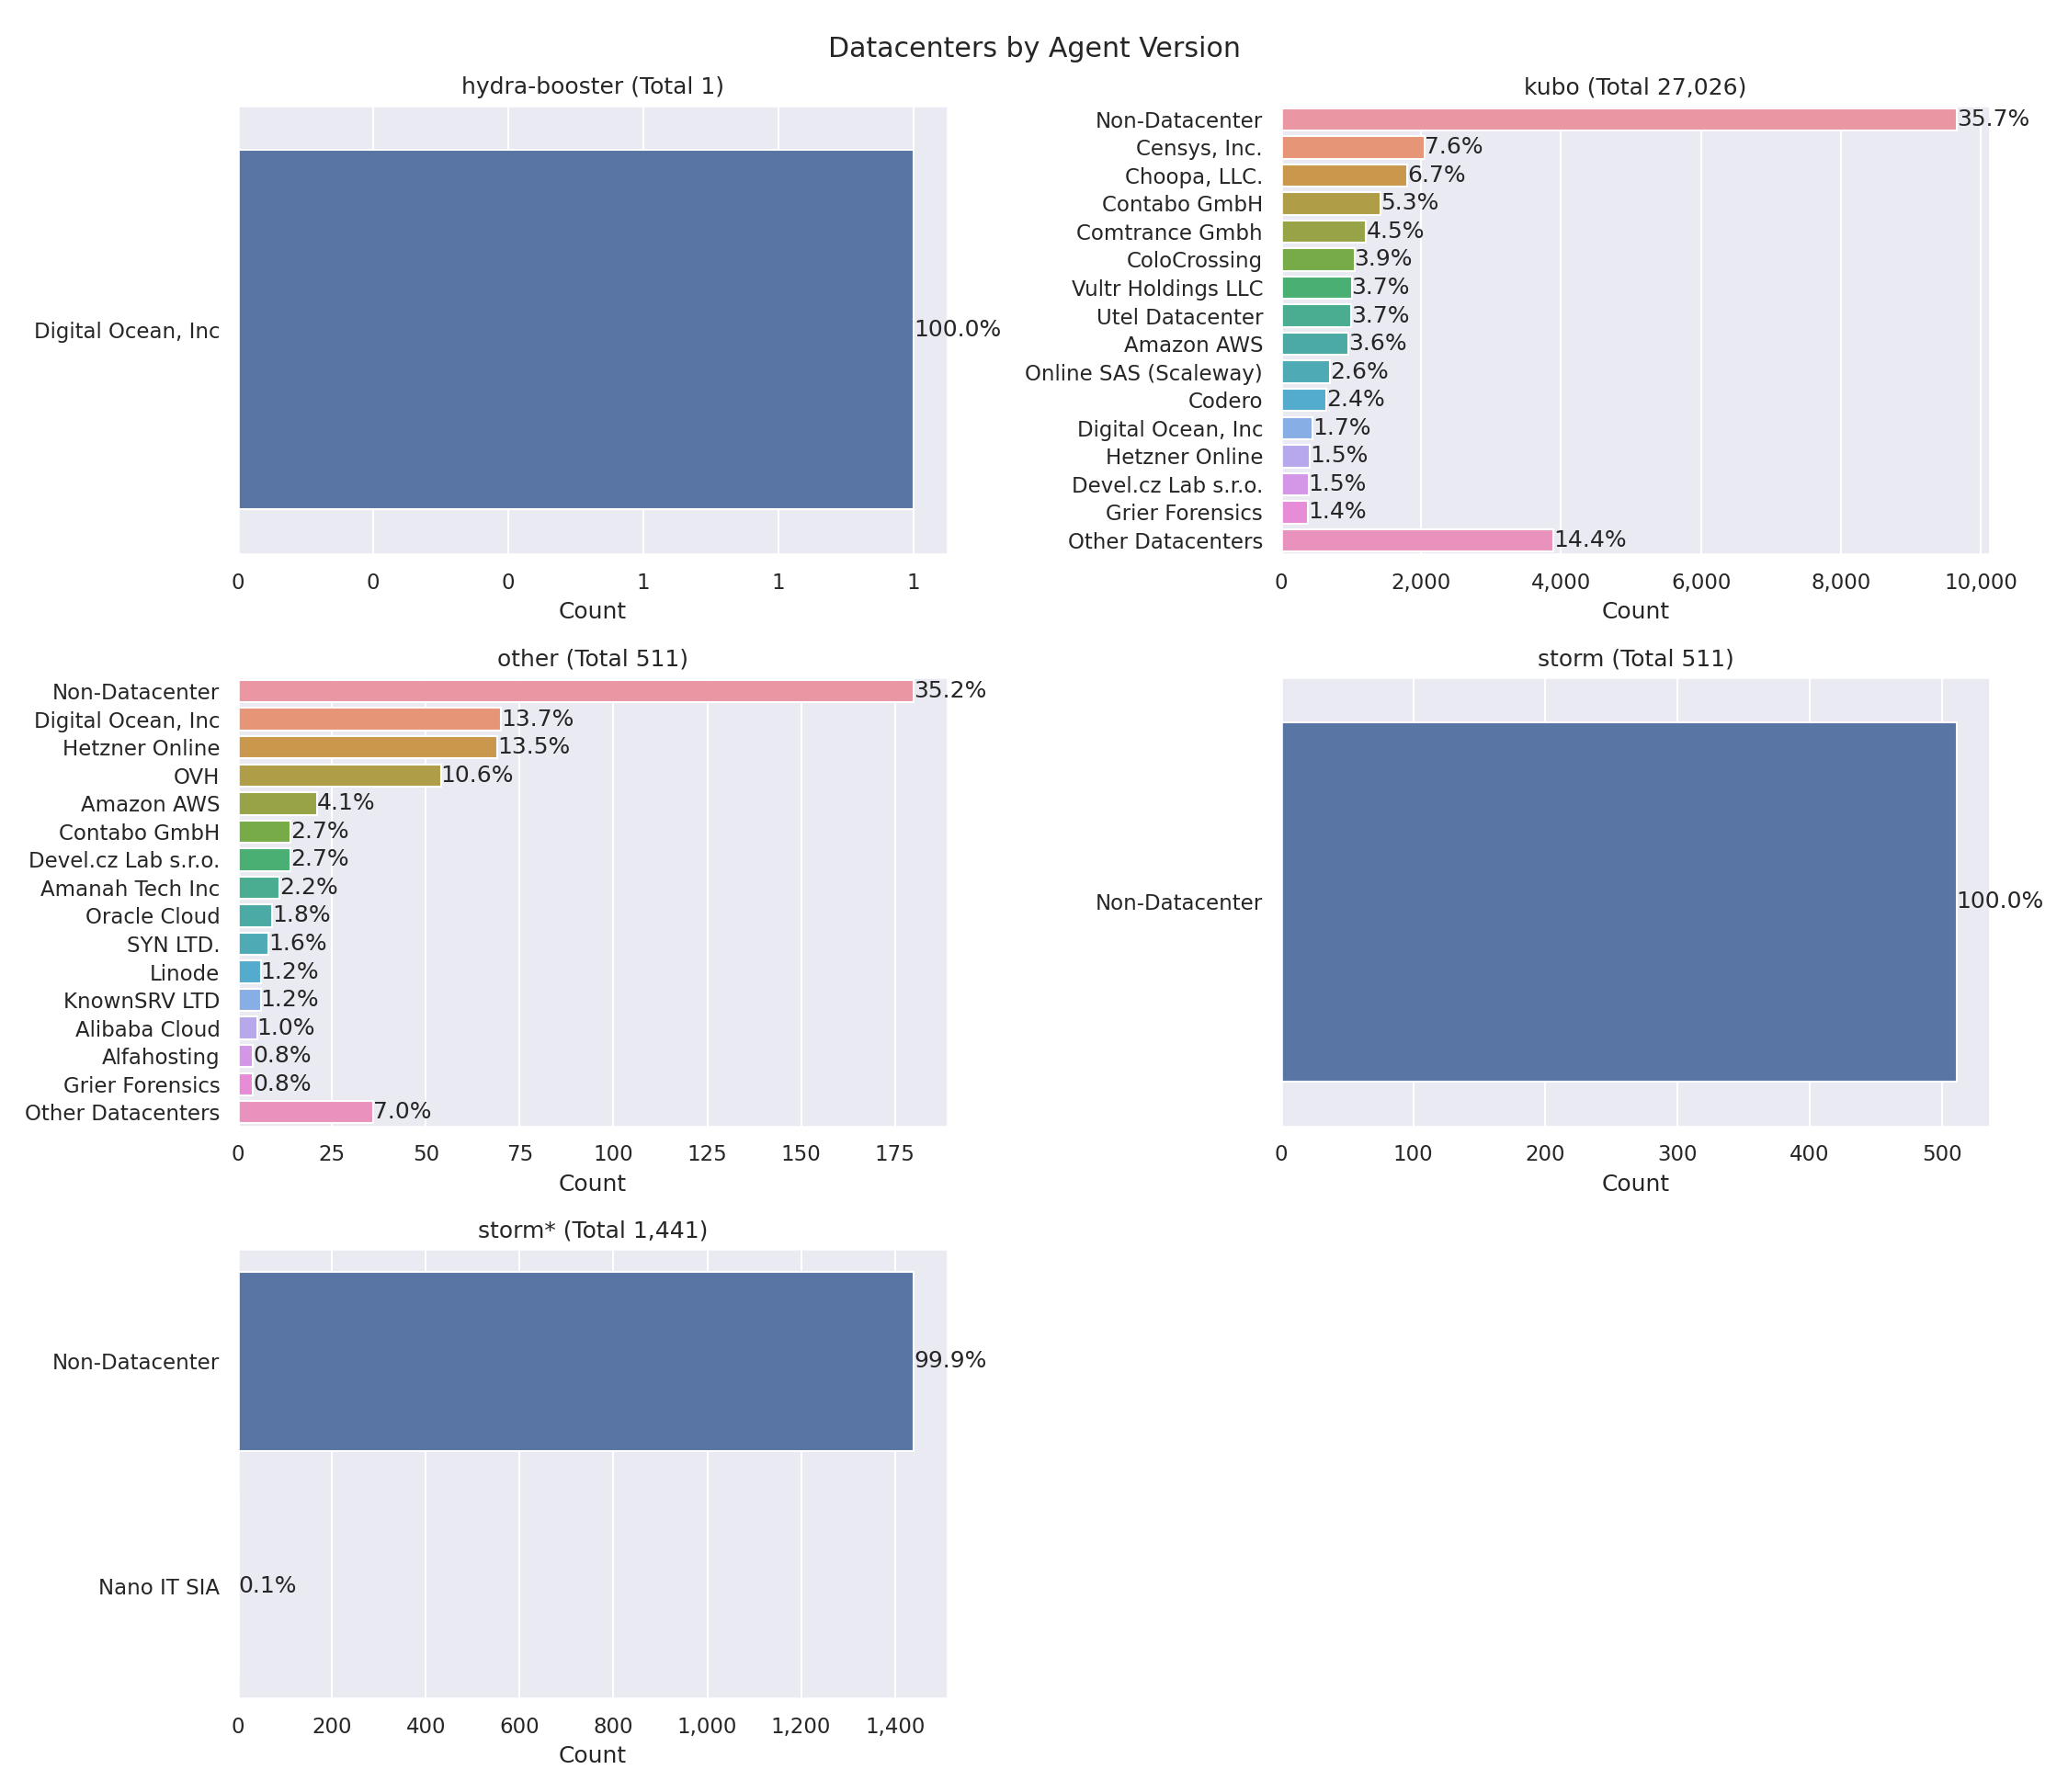 Datacenters by Agent Version
hydra-booster (Total 1)
Digital Ocean, Inc
100.0%
0 0 0 1 1 1
Count
kubo (Total 27,026)
Non-Datacenter 35.7%
Censys, Inc. 7.6%
Choopa, LLC. 6.7%
Contabo GmbH 5.3%
Comtrance Gmbh 4.5%
ColoCrossing 3.9%
Vultr Holdings LLC 3.7%
Utel Datacenter 3.7%
Amazon AWS 3.6%
Online SAS (Scaleway) 2.6%
Codero 2.4%
Digital Ocean, Inc 1.7%
Hetzner Online 1.5%
Devel.cz Lab s.r.o. 1.5%
Grier Forensics 1.4%
Other Datacenters 14.4%
0 2,000 4,000 6,000 8,000 10,000
Count
other (Total 511)
Non-Datacenter 35.2%
Digital Ocean, Inc 13.7%
Hetzner Online 13.5%
OVH 10.6%
Amazon AWS 4.1%
Contabo GmbH 2.7%
Devel.cz Lab s.r.o. 2.7%
Amanah Tech Inc 2.2%
Oracle Cloud 1.8%
SYN LTD. 1.6%
Linode 1.2%
KnownSRV LTD 1.2%
Alibaba Cloud 1.0%
Alfahosting 0.8%
Grier Forensics 0.8%
Other Datacenters 7.0%
0 25 50 75 100 125 150 175
Count
storm (Total 511)
Non-Datacenter 100.0%
0 100 200 300 400 500
Count
storm* (Total 1,441)
Non-Datacenter 99.9%
Nano IT SIA 0.1%
0 200 400 600 800 1,000 1,200 1,400
Count